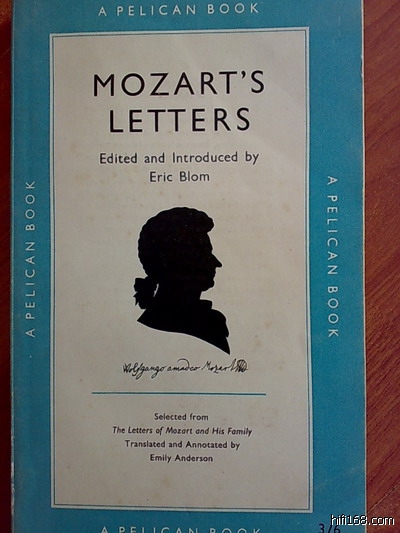 A PELICAN BOOK
MOZART'S
LETTERS
Edited and Introduced by
Eric Blom
A PELICAN BOOK
A PELICAN BOOK
Wolfgango amadeo Mozart
Selected from
The Letters of Mozart and His Family
Translated and Annotated by
Emily Anderson
A PELICAN BOOK
3/6
hifi168.com